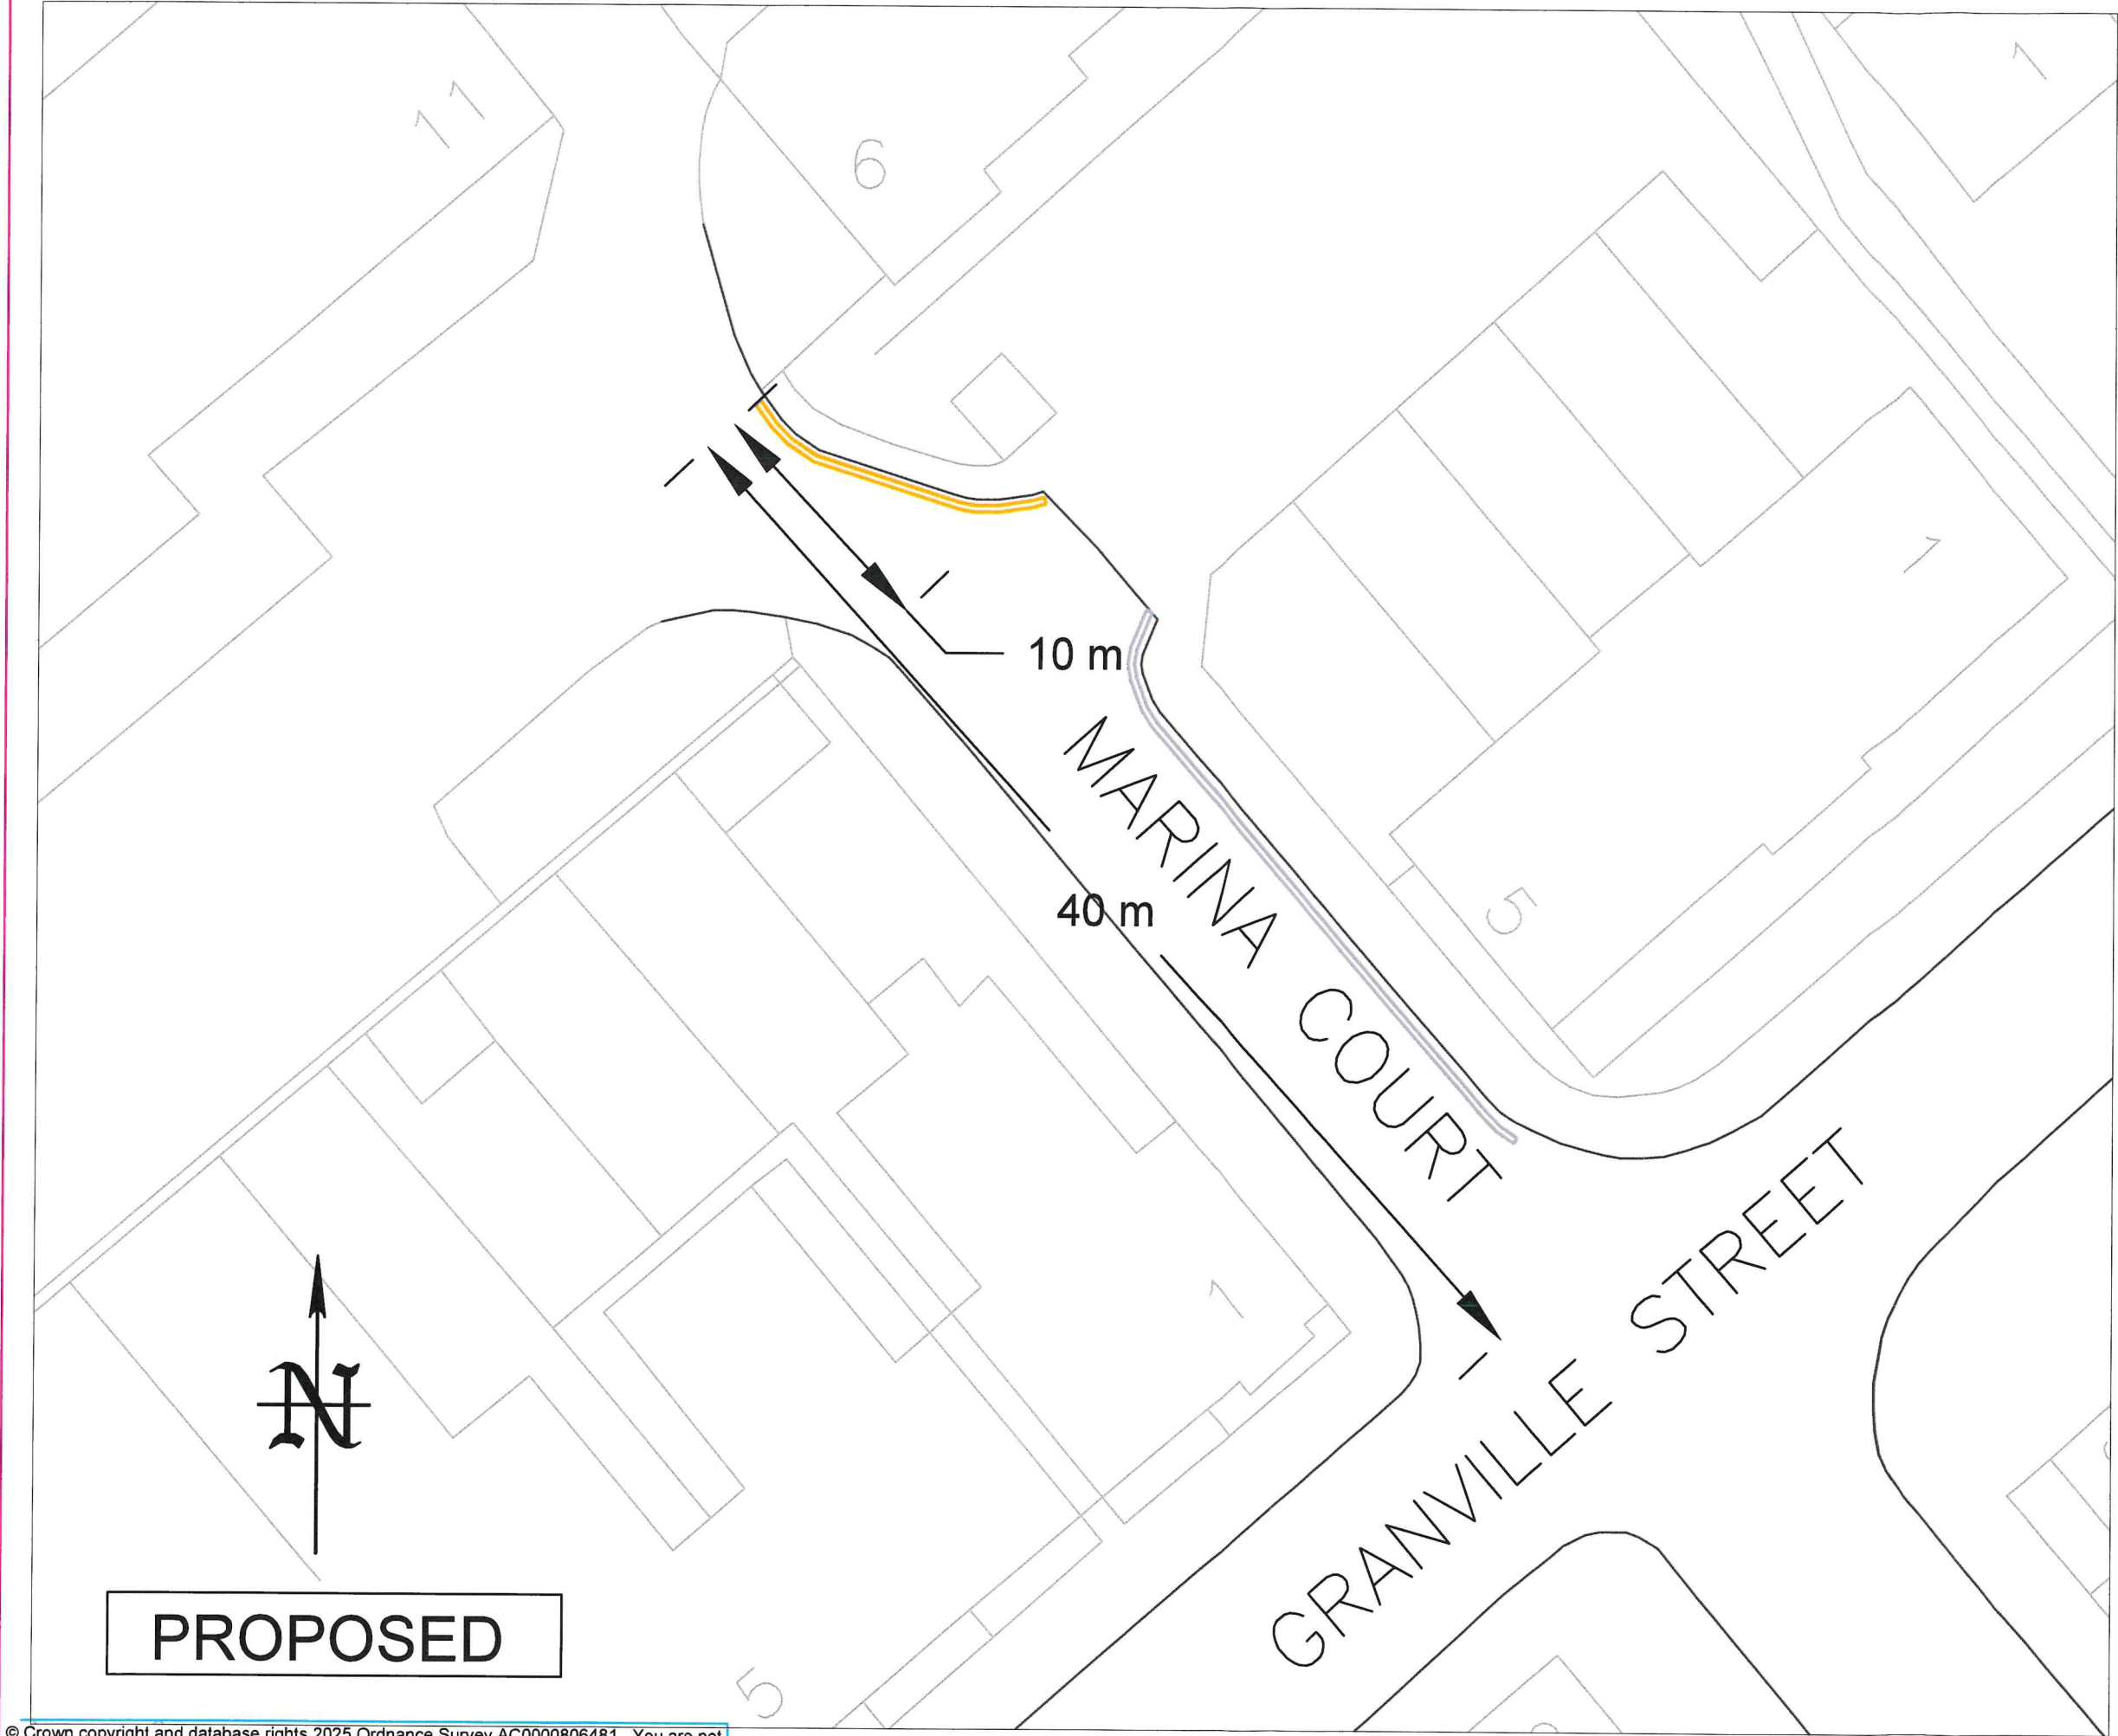 11
6
1
10 m
1
MARINA COURT
40 m
5
1
GRANVILLE STREET
N
PROPOSED
5
© Crown copyright and database rights 2025 Ordnance Survey AC0000806481. You are not